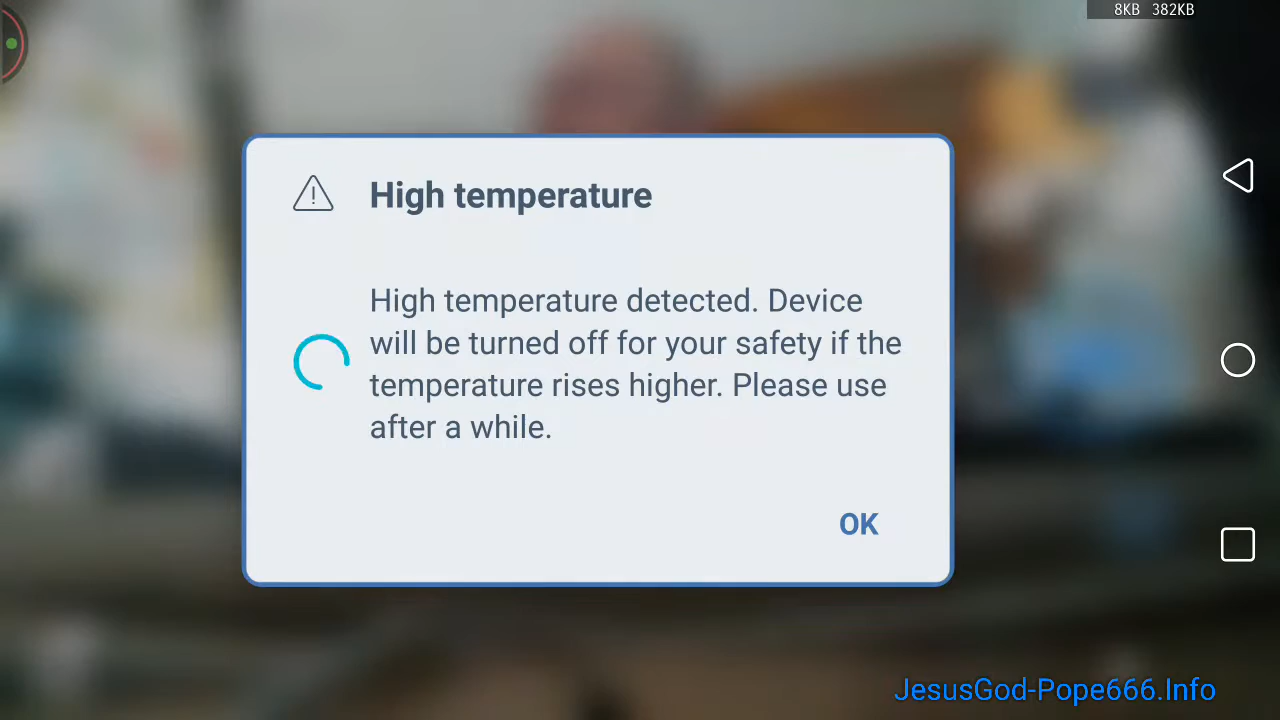 8KB 382KB
High temperature
High temperature detected. Device
will be turned off for your safety if the
temperature rises higher. Please use
after a while.
OK
JesusGod-Pope666.Info